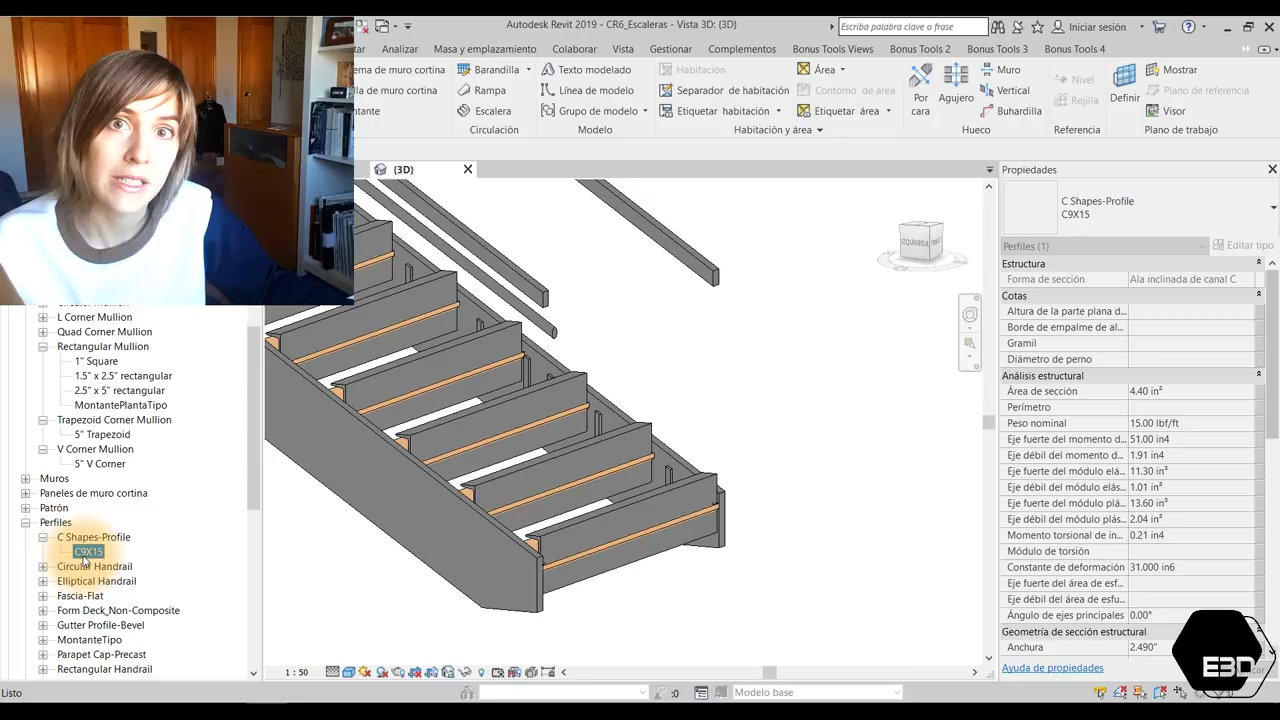 Autodesk Revit 2019 - CR6_Escaleras - Vista 3D: {3D}
Escriba palabra clave o frase
Iniciar sesión
Analizar
Masa y emplazamiento
Colaborar
Vista
Gestionar
Complementos
Bonus Tools Views
Bonus Tools 2
Bonus Tools 3
Bonus Tools 4
ema de muro cortina
Barandilla
Texto modelado
Habitación
Área
Muro
Nivel
Mostrar
lla de muro cortina
Rampa
Línea de modelo
Separador de habitación
Contorno de área
Por cara
Agujero
Vertical
Rejilla
Definir
Plano de referencia
ntante
Escalera
Grupo de modelo
Etiquetar habitación
Etiquetar área
Buhardilla
Visor
Circulación
Modelo
Habitación y área
Hueco
Referencia
Plano de trabajo
{3D}
IZQUIERDA
Propiedades
C Shapes-Profile
C9X15
Perfiles (1)
Editar tipo
Estructura
Forma de sección
Ala inclinada de canal C
Cotas
Altura de la parte plana d...
Borde de empalme de al...
Gramil
Diámetro de perno
Análisis estructural
Área de sección
4.40 in²
Perímetro
Peso nominal
15.00 lbf/ft
Eje fuerte del momento d...
51.00 in4
Eje débil del momento d...
1.91 in4
Eje fuerte del módulo elá...
11.30 in³
Eje débil del módulo elás...
1.01 in³
Eje fuerte del módulo plá...
13.60 in³
Eje débil del módulo plás...
2.04 in³
Momento torsional de in...
0.21 in4
Módulo de torsión
Constante de deformación
31.000 in6
Eje fuerte del área de esf...
Eje débil del área de esfu...
Ángulo de ejes principales
0.00°
Geometría de sección estructural
Anchura
2.490"
Ayuda de propiedades
L Corner Mullion
Quad Corner Mullion
Rectangular Mullion
1" Square
1.5" x 2.5" rectangular
2.5" x 5" rectangular
MontantePlantaTipo
Trapezoid Corner Mullion
5" Trapezoid
V Corner Mullion
5" V Corner
Muros
Paneles de muro cortina
Patrón
Perfiles
C Shapes-Profile
C9X15
Circular Handrail
Elliptical Handrail
Fascia-Flat
Form Deck_Non-Composite
Gutter Profile-Bevel
MontanteTipo
Parapet Cap-Precast
Rectangular Handrail
1 : 50
Listo
:0
Modelo base
E3D